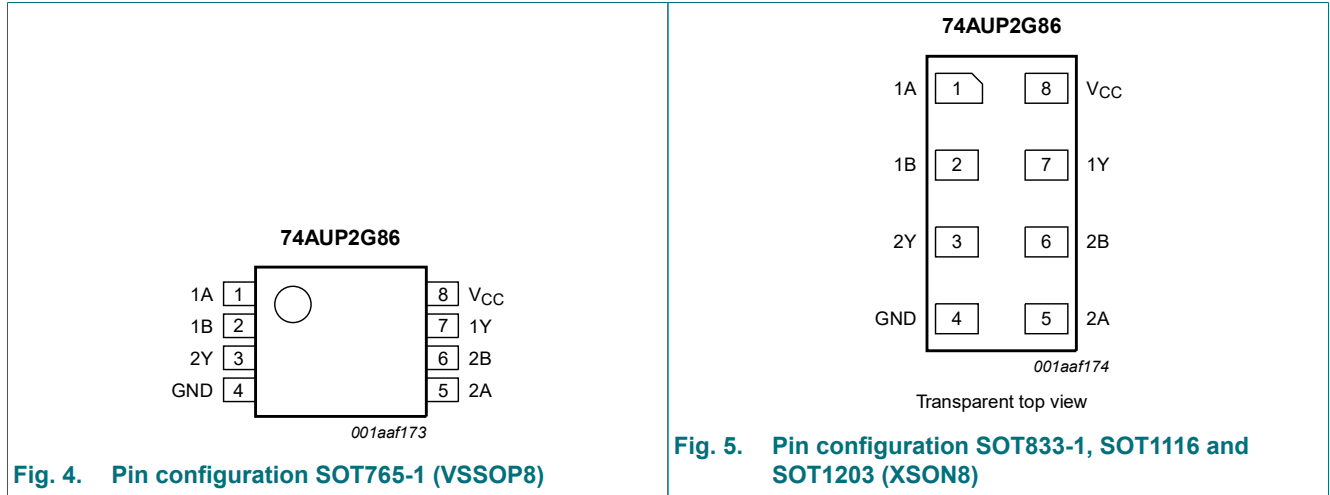 74AUP2G86
1A 1 8 VCC
1B 2 7 1Y
2Y 3 6 2B
GND 4 5 2A
001aaf173
Fig. 4. Pin configuration SOT765-1 (VSSOP8)
74AUP2G86
1A 1 8 VCC
1B 2 7 1Y
2Y 3 6 2B
GND 4 5 2A
001aaf174
Transparent top view
Fig. 5. Pin configuration SOT833-1, SOT1116 and
SOT1203 (XSON8)